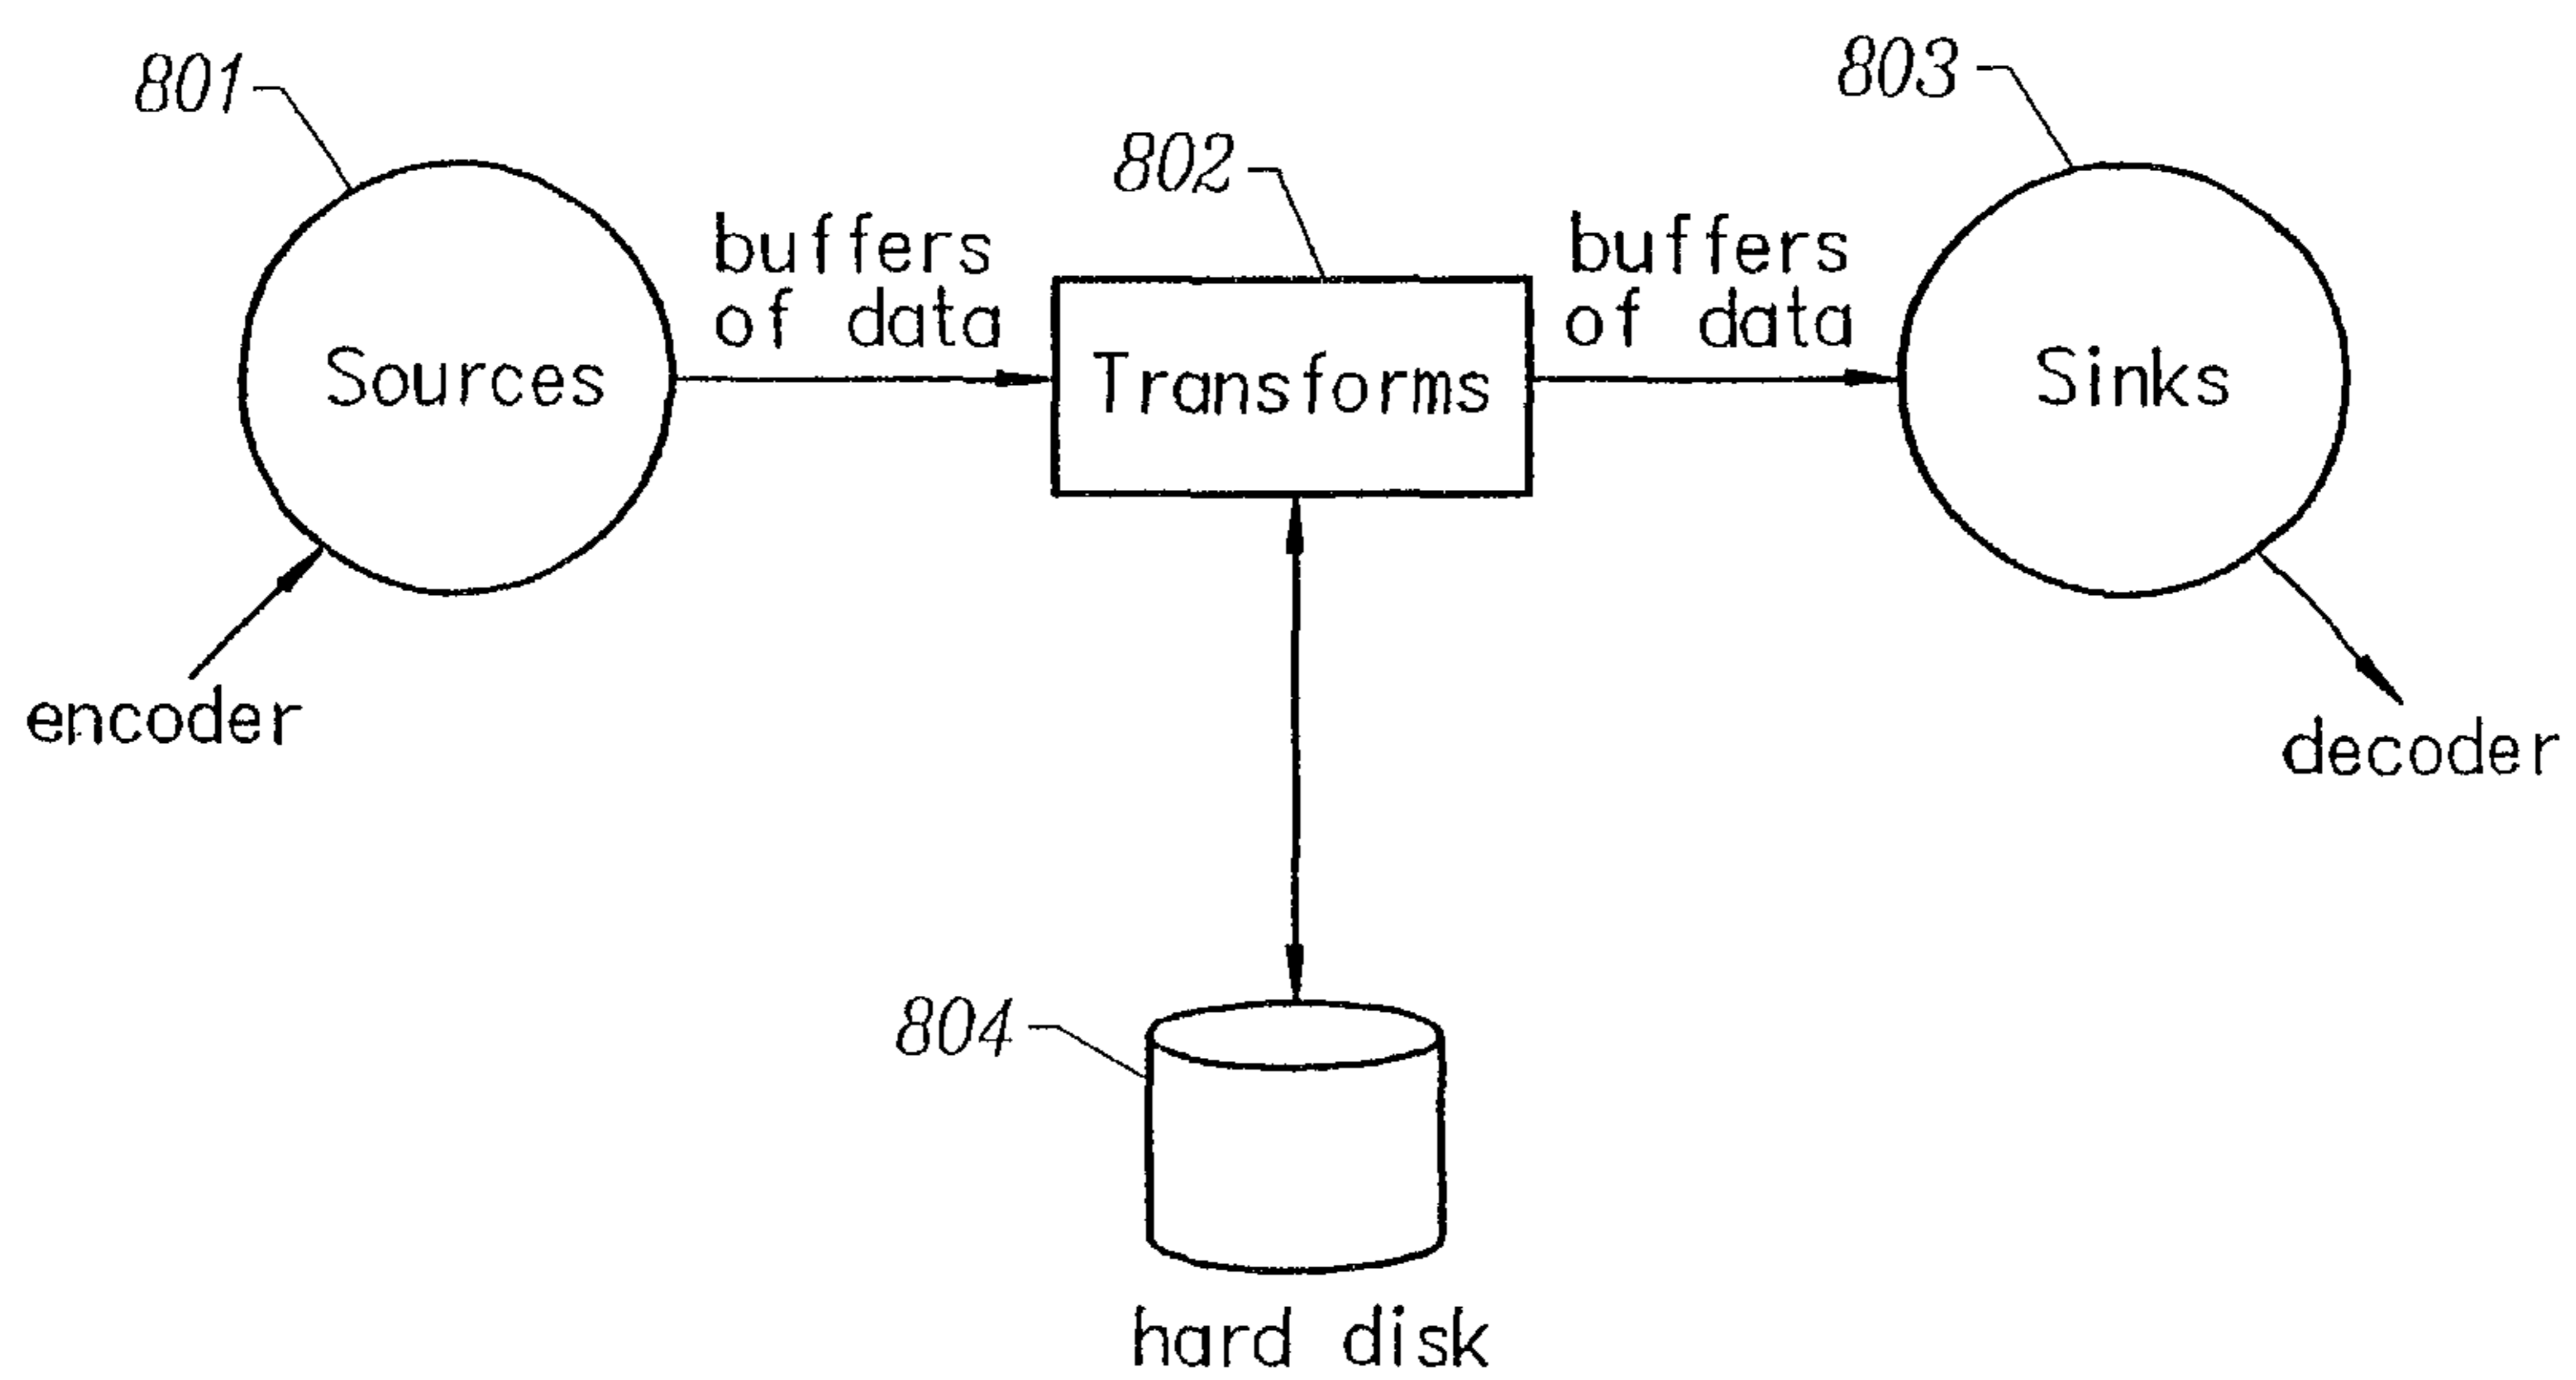 801
803
802
buffers
of data
buffers
of data
Sources
Transforms
Sinks
encoder
decoder
804
hard disk